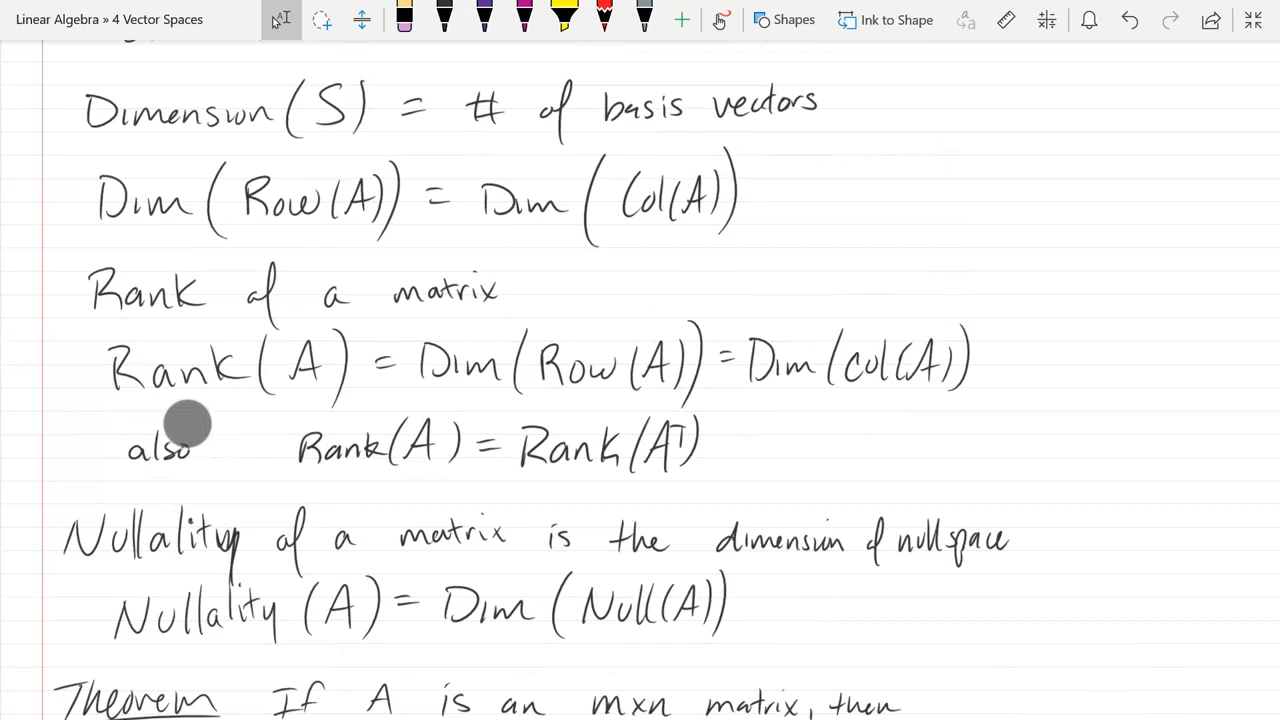 Linear Algebra » 4 Vector Spaces
Shapes
Ink to Shape
Dimension(S) = # of basis vectors
Dim(Row(A)) = Dim(Col(A))
Rank of a matrix
Rank(A) = Dim(Row(A)) = Dim(Col(A))
also Rank(A) = Rank(Aᵀ)
Nullality of a matrix is the dimension of nullspace
Nullality(A) = Dim(Null(A))
Theorem If A is an mxn matrix, then